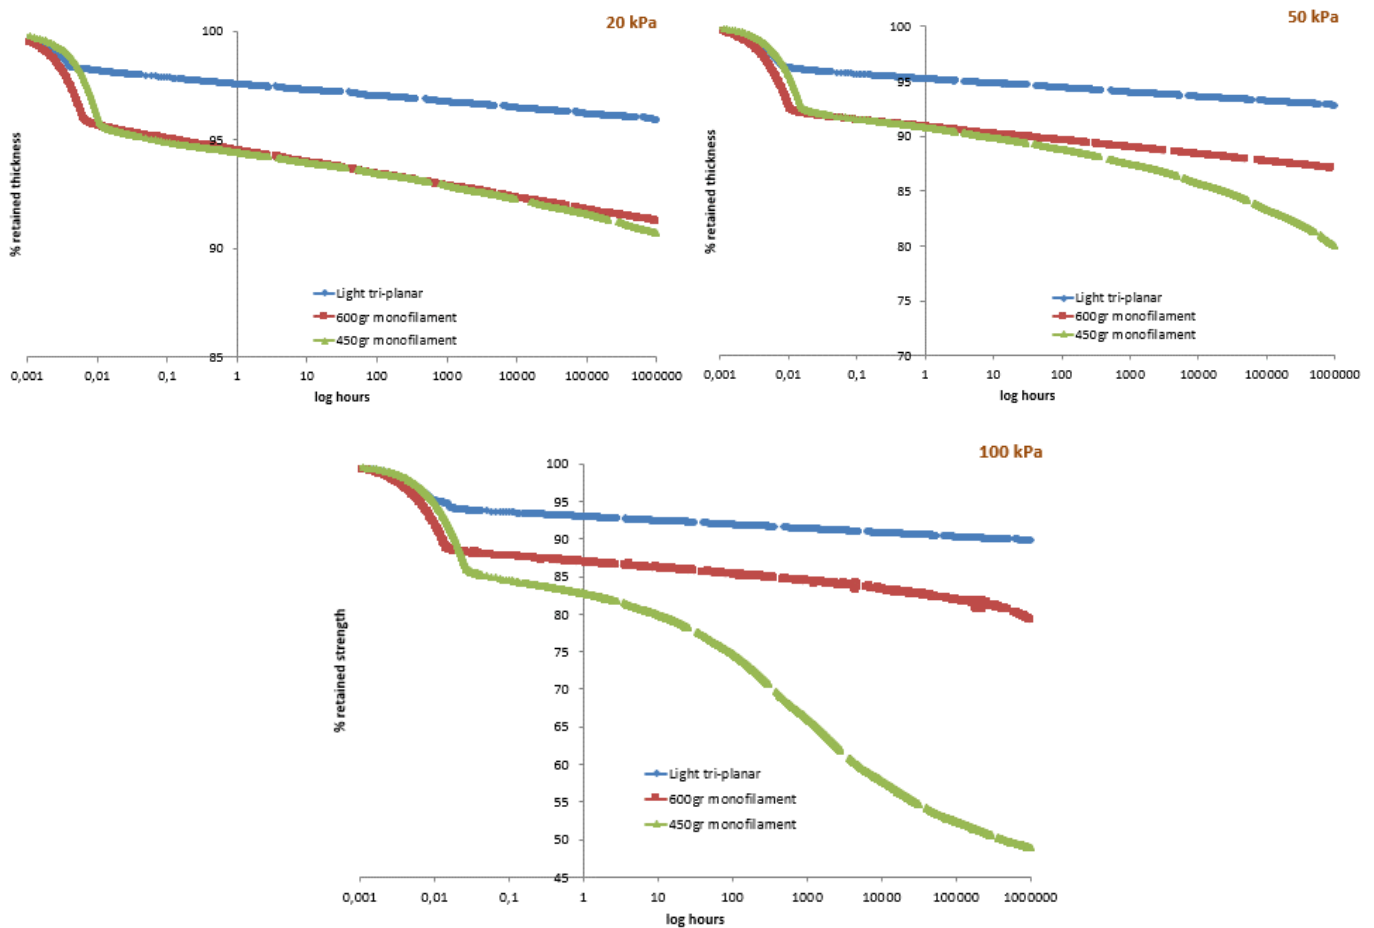 20 kPa
100
95
90
85
% retained thickness
Light tri-planar
600gr monofilament
450gr monofilament
0,001 0,01 0,1 1 10 100 1000 10000 100000 1000000
log hours
50 kPa
100
95
90
85
80
75
70
% retained thickness
Light tri-planar
600gr monofilament
450gr monofilament
0,001 0,01 0,1 1 10 100 1000 10000 100000 1000000
log hours
100 kPa
100
95
90
85
80
75
70
65
60
55
50
45
% retained strength
Light tri-planar
600gr monofilament
450gr monofilament
0,001 0,01 0,1 1 10 100 1000 10000 100000 1000000
log hours